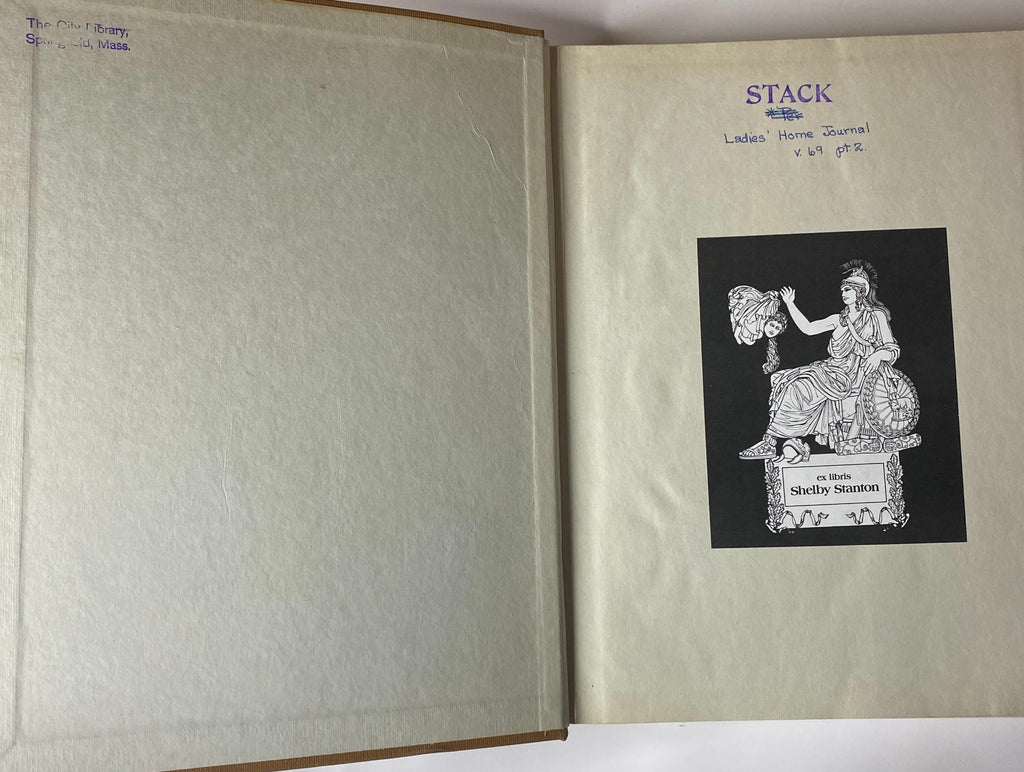 The City Library,
Mass.
STACK
Ladies' Home Journal
v. 69 pt. 2.
ex libris
Shelby Stanton